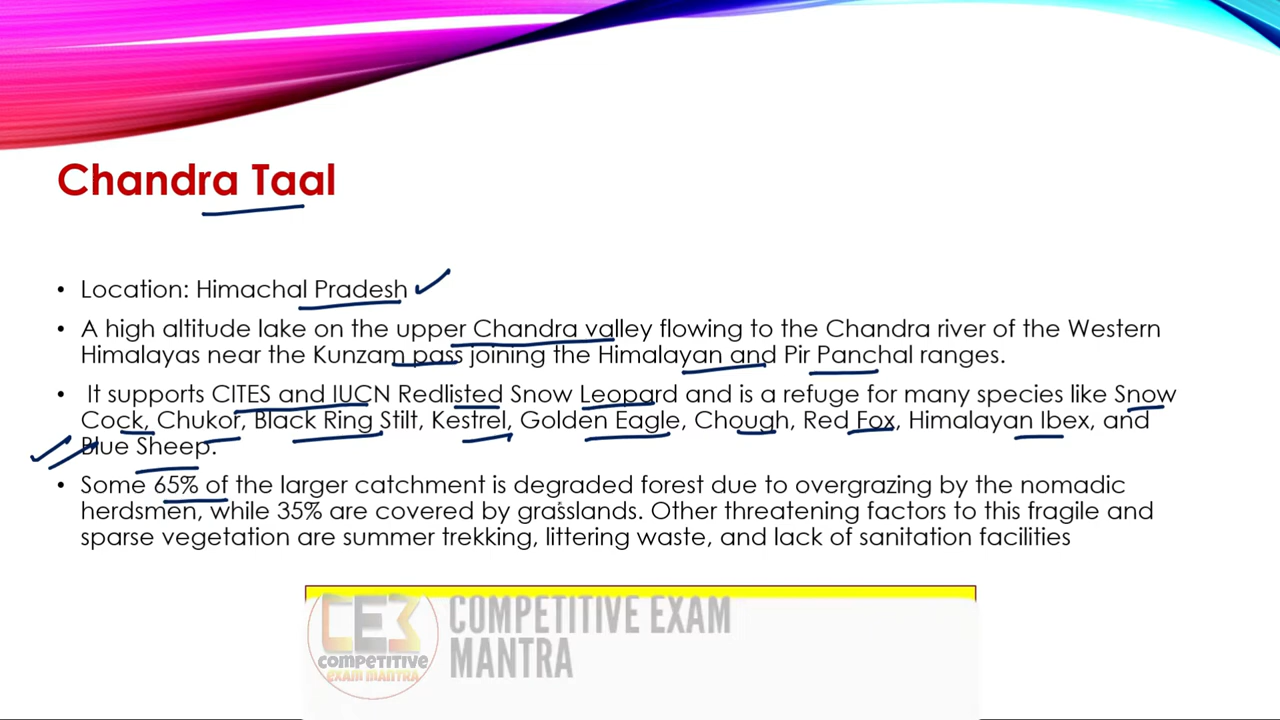 Chandra Taal
• Location: Himachal Pradesh
• A high altitude lake on the upper Chandra valley flowing to the Chandra river of the Western
Himalayas near the Kunzam pass joining the Himalayan and Pir Panchal ranges.
• It supports CITES and IUCN Redlisted Snow Leopard and is a refuge for many species like Snow
Cock, Chukor, Black Ring Stilt, Kestrel, Golden Eagle, Chough, Red Fox, Himalayan Ibex, and
Blue Sheep.
• Some 65% of the larger catchment is degraded forest due to overgrazing by the nomadic
herdsmen, while 35% are covered by grasslands. Other threatening factors to this fragile and
sparse vegetation are summer trekking, littering waste, and lack of sanitation facilities
CE3
COMPETITIVE
EXAM MANTRA
COMPETITIVE EXAM
MANTRA